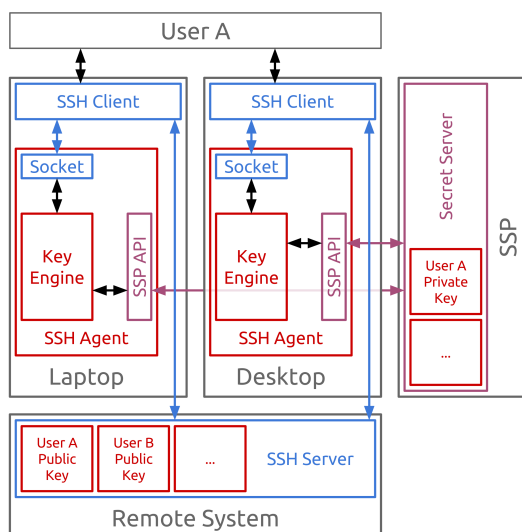 User A
SSH Client
Socket
Key
Engine
SSP API
SSH Agent
Laptop
SSH Client
Socket
Key
Engine
SSP API
SSH Agent
Desktop
Secret Server
User A
Private
Key
...
SSP
User A
Public
Key
User B
Public
Key
...
SSH Server
Remote System